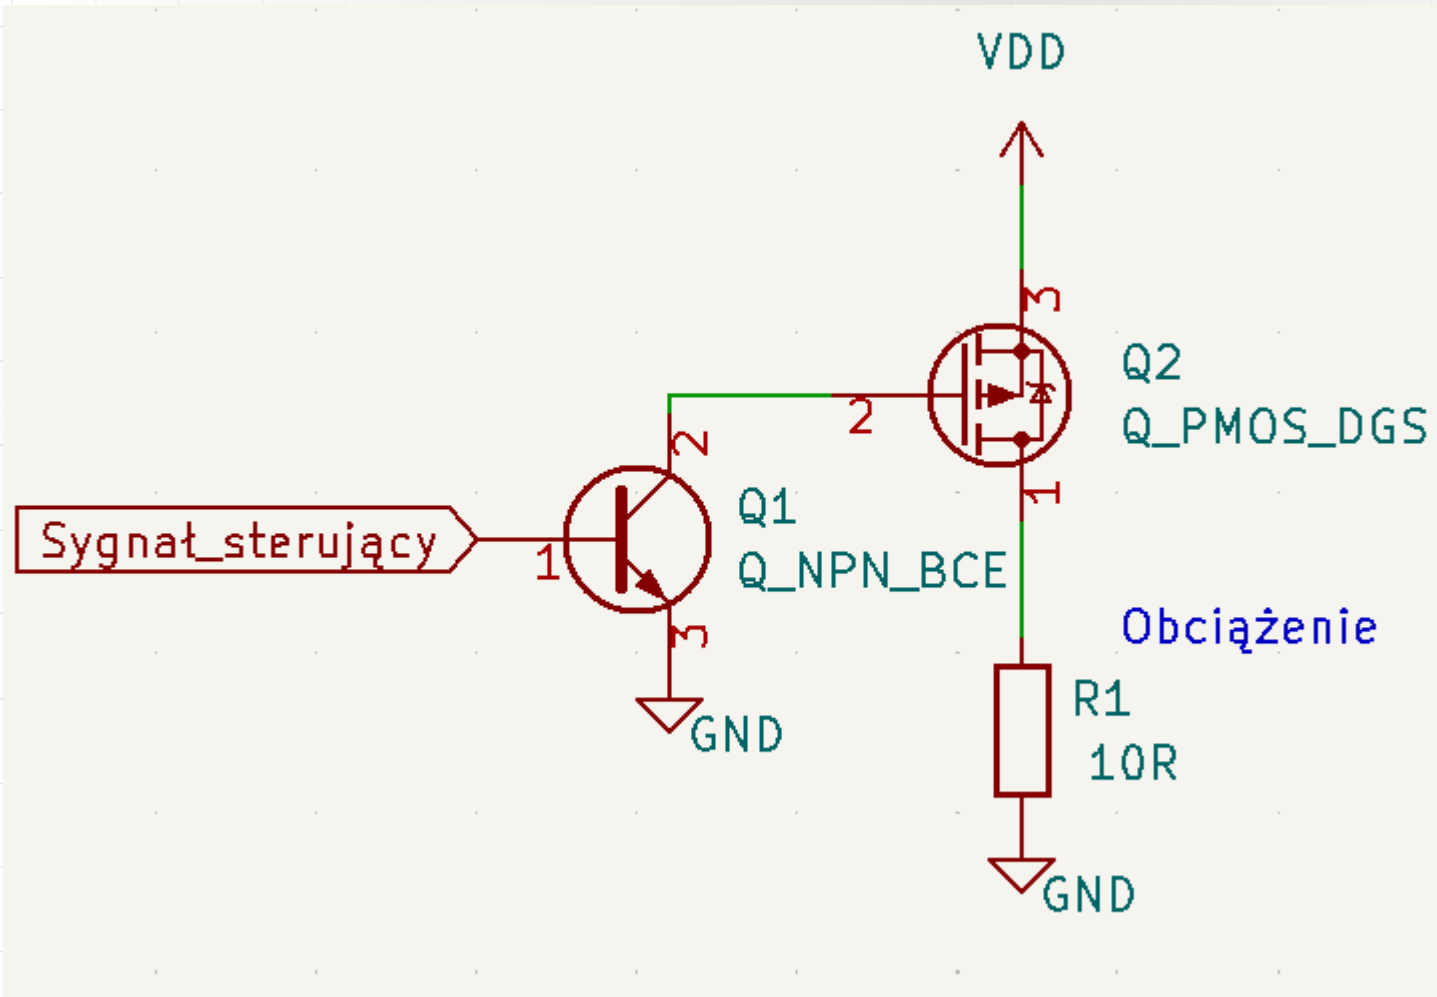 VDD
3
Q2
Q_PMOS_DGS
2
1
2
Q1
Q_NPN_BCE
Sygnał_sterujący
1
3
GND
Obciążenie
R1
10R
GND